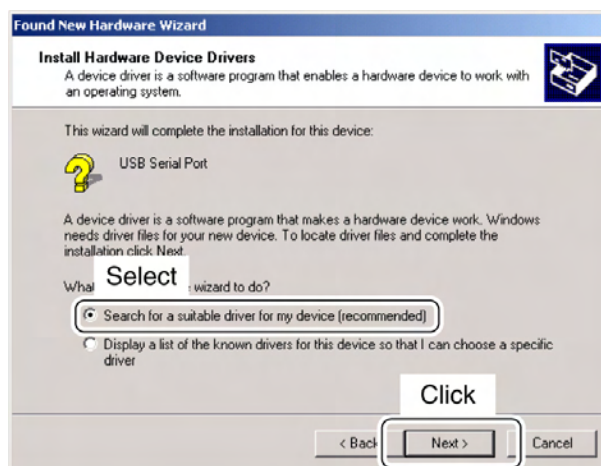 Found New Hardware Wizard
Install Hardware Device Drivers
A device driver is a software program that enables a hardware device to work with
an operating system.
This wizard will complete the installation for this device:
USB Serial Port
A device driver is a software program that makes a hardware device work. Windows
needs driver files for your new device. To locate driver files and complete the
installation click Next.
Select
wizard to do?
Search for a suitable driver for my device (recommended)
Display a list of the known drivers for this device so that I can choose a specific
driver
Click
< Back
Next >
Cancel